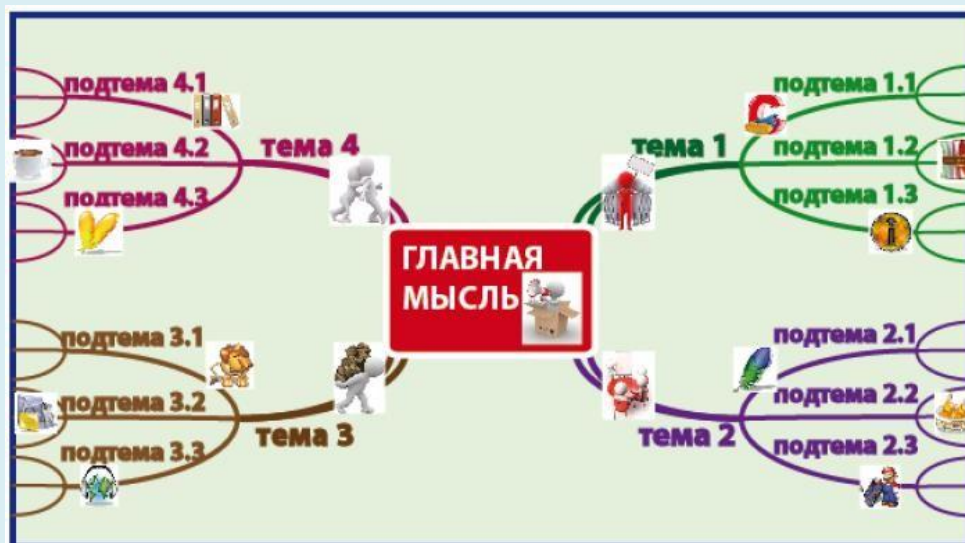 ГЛАВНАЯ
МЫСЛЬ
тема 1
подтема 1.1
подтема 1.2
подтема 1.3
тема 2
подтема 2.1
подтема 2.2
подтема 2.3
тема 3
подтема 3.1
подтема 3.2
подтема 3.3
тема 4
подтема 4.1
подтема 4.2
подтема 4.3